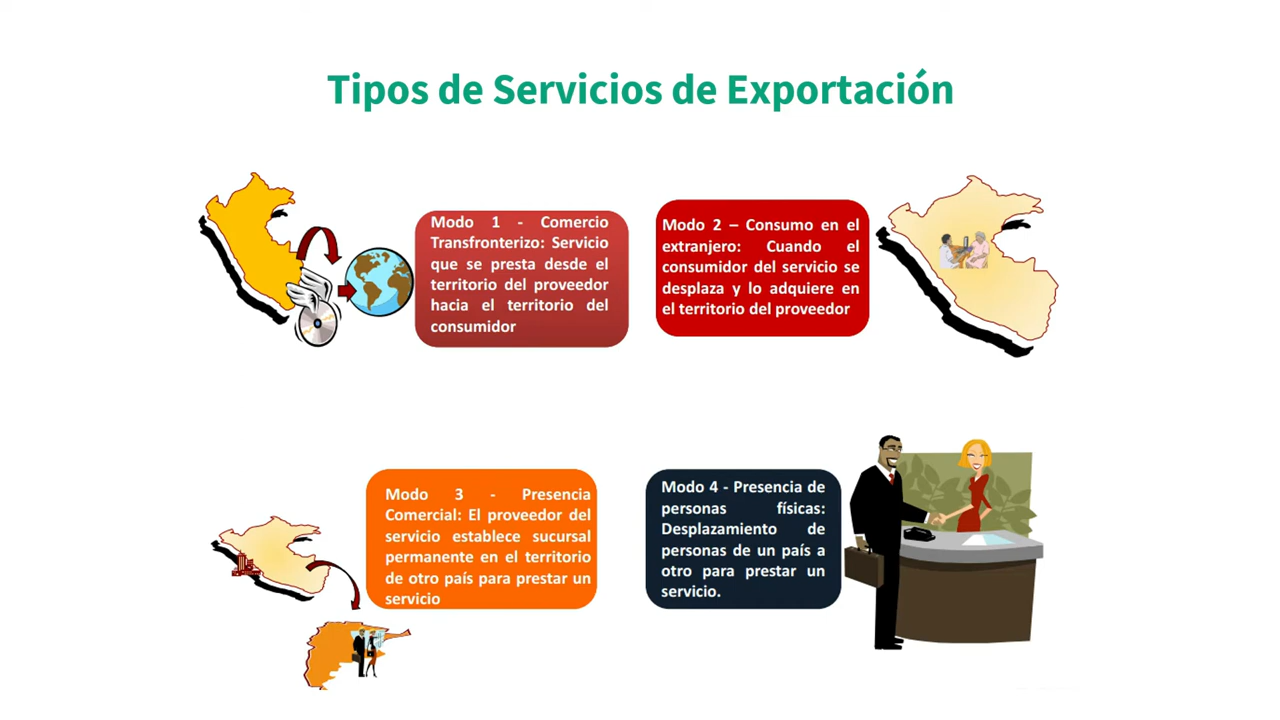 Tipos de Servicios de Exportación
Modo 1 - Comercio
Transfronterizo: Servicio
que se presta desde el
territorio del proveedor
hacia el territorio del
consumidor
Modo 2 – Consumo en el
extranjero: Cuando el
consumidor del servicio se
desplaza y lo adquiere en
el territorio del proveedor
Modo 3 - Presencia
Comercial: El proveedor del
servicio establece sucursal
permanente en el territorio
de otro país para prestar un
servicio
Modo 4 - Presencia de
personas físicas:
Desplazamiento de
personas de un país a
otro para prestar un
servicio.